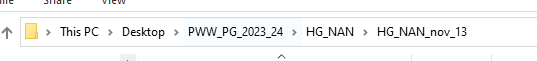 This PC > Desktop > PWW_PG_2023_24 > HG_NAN > HG_NAN_nov_13